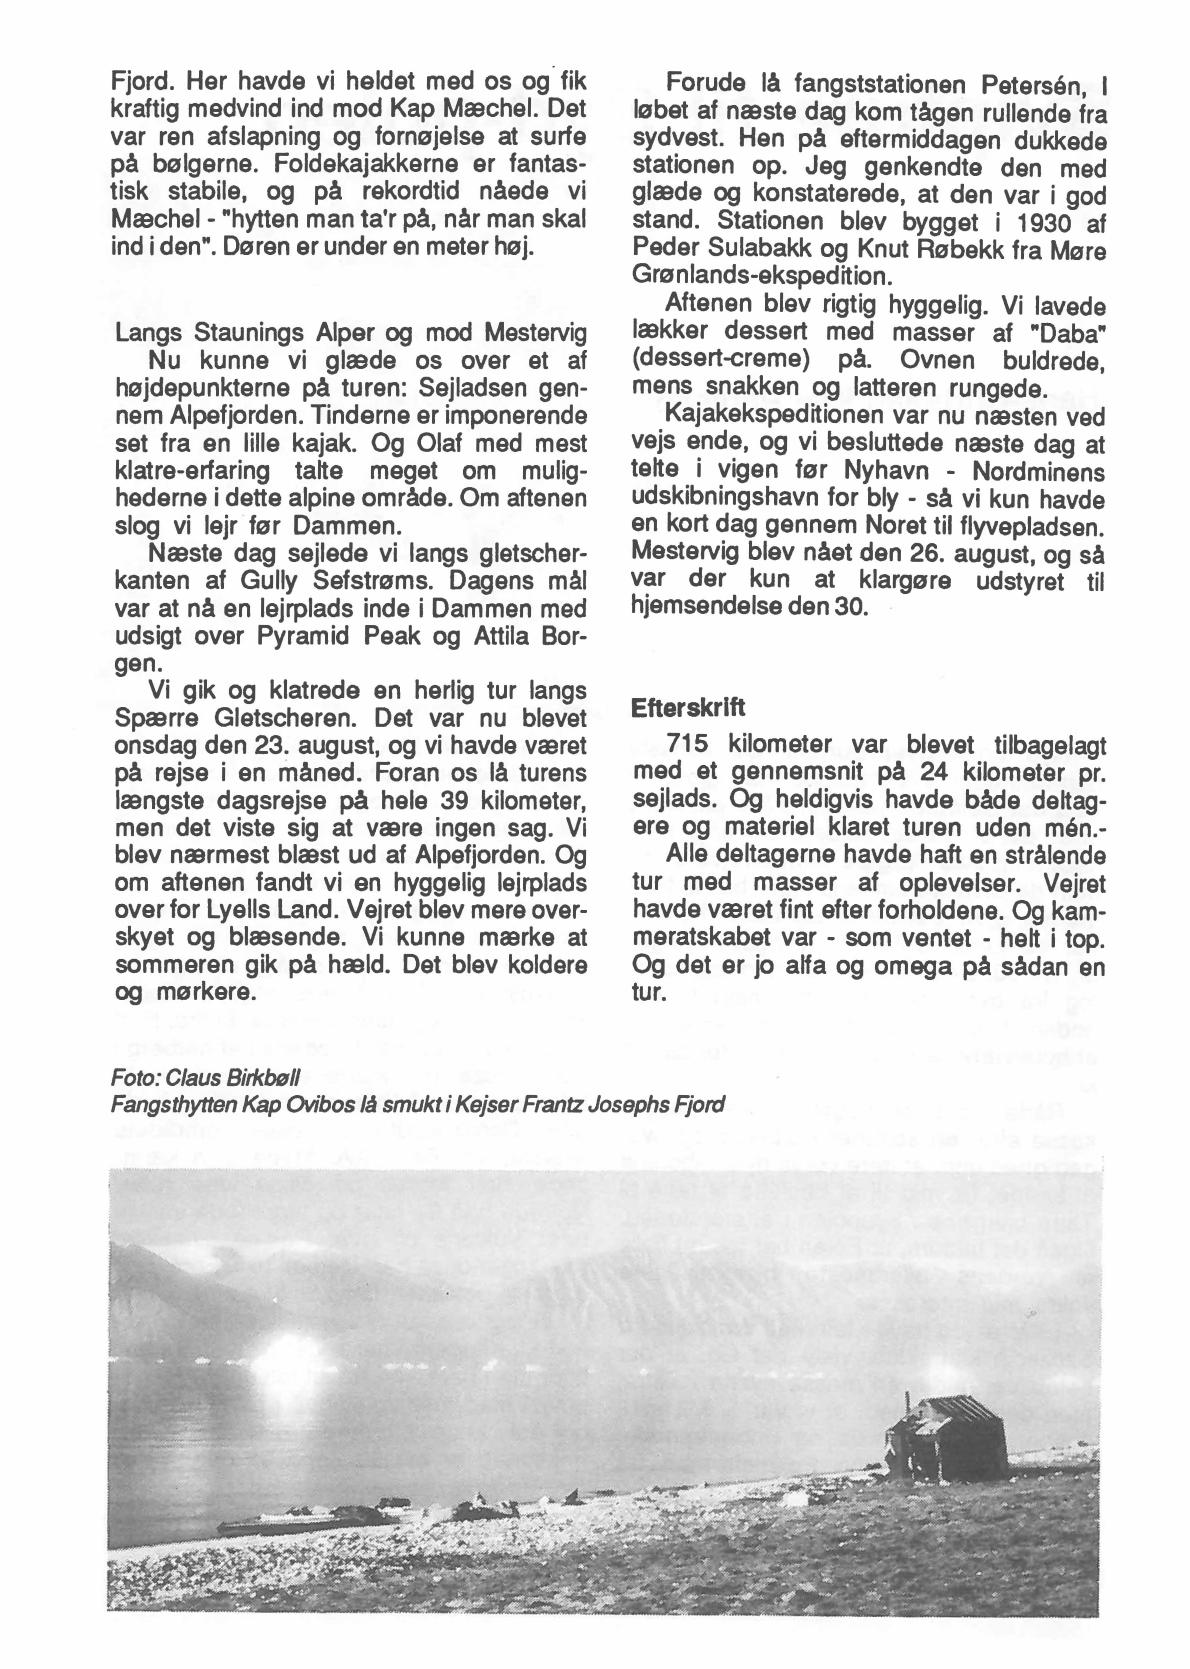 Fjord. Her havde vi heldet med os og fik
kraftig medvind ind mod Kap Mæchel. Det
var ren afslapning og fornøjelse at surfe
på bølgerne. Foldekajakkerne er fantas-
tisk stabile, og på rekordtid nåede vi
Mæchel - "hytten man ta'r på, når man skal
ind i den". Døren er under en meter høj.
Langs Staunings Alper og mod Mestervig
Nu kunne vi glæde os over et af
højdepunkterne på turen: Sejladsen gen-
nem Alpefjorden. Tinderne er imponerende
set fra en lille kajak. Og Olaf med mest
klatre-erfaring talte meget om mulig-
hederne i dette alpine område. Om aftenen
slog vi lejr før Dammen.
Næste dag sejlede vi langs gletscher-
kanten af Gully Sefstrøms. Dagens mål
var at nå en lejrplads inde i Dammen med
udsigt over Pyramid Peak og Attila Bor-
gen.
Vi gik og klatrede en herlig tur langs
Spærre Gletscheren. Det var nu blevet
onsdag den 23. august, og vi havde været
på rejse i en måned. Foran os lå turens
længste dagsrejse på hele 39 kilometer,
men det viste sig at være ingen sag. Vi
blev nærmest blæst ud af Alpefjorden. Og
om aftenen fandt vi en hyggelig lejrplads
over for Lyells Land. Vejret blev mere over-
skyet og blæsende. Vi kunne mærke at
sommeren gik på hæld. Det blev koldere
og mørkere.
Forude lå fangststationen Petersén, I
løbet af næste dag kom tågen rullende fra
sydvest. Hen på eftermiddagen dukkede
stationen op. Jeg genkendte den med
glæde og konstaterede, at den var i god
stand. Stationen blev bygget i 1930 af
Peder Sulabakk og Knut Røbekk fra Møre
Grønlands-ekspedition.
Aftenen blev rigtig hyggelig. Vi lavede
lækker dessert med masser af "Daba"
(dessert-creme) på. Ovnen buldrede,
mens snakken og latteren rungede.
Kajakekspeditionen var nu næsten ved
vejs ende, og vi besluttede næste dag at
telte i vigen før Nyhavn - Nordminens
udskibningshavn for bly - så vi kun havde
en kort dag gennem Noret til flyvepladsen.
Mestervig blev nået den 26. august, og så
var der kun at klargøre udstyret til
hjemsendelse den 30.
Efterskrift
715 kilometer var blevet tilbagelagt
med et gennemsnit på 24 kilometer pr.
sejlads. Og heldigvis havde både deltag-
ere og materiel klaret turen uden mén.-
Alle deltagerne havde haft en strålende
tur med masser af oplevelser. Vejret
havde været fint efter forholdene. Og kam-
meratskabet var - som ventet - helt i top.
Og det er jo alfa og omega på sådan en
tur.
Foto: Claus Birkbøll
Fangsthytten Kap Ovibos lå smukt i Kejser Frantz Josephs Fjord